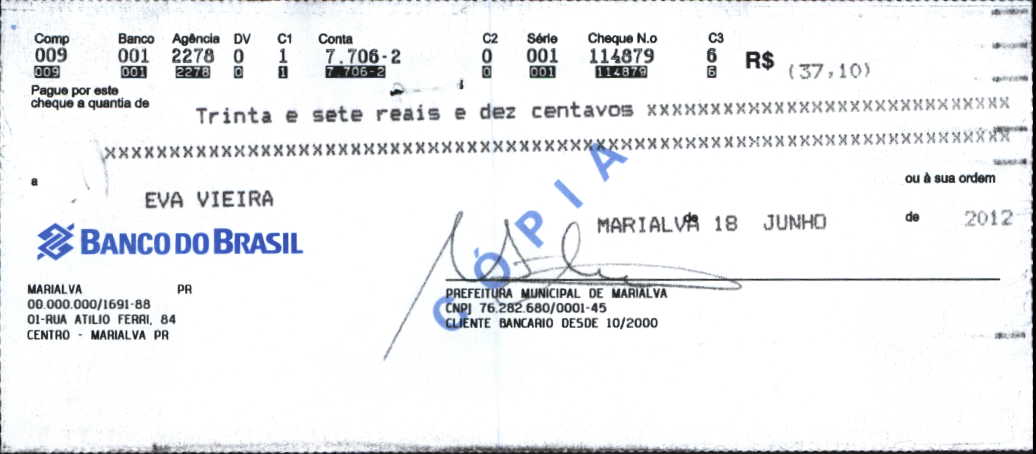 Comp Banco Agência DV C1 Conta C2 Série Cheque N.o C3
009 001 2278 0 1 7.706-2 0 001 114879 6 R$ (37,10)
009 001 2278 0 1 7.706-2 0 001 114879 6
Pague por este
cheque a quantia de
Trinta e sete reais e dez centavos xxxxxxxxxxxxxxxxxxxxxxxxxxxx
xxxxxxxxxxxxxxxxxxxxxxxxxxxxxxxxxxxxxxxxxxxxxxxxxxxxxxxxxxxxxxxxxxxxxx
a
EVA VIEIRA
ou à sua ordem
MARIALVA de 18 JUNHO de 2012
BANCO DO BRASIL
CÓPIA
MARIALVA PR
00.000.000/1691-88
01-RUA ATILIO FERRI, 84
CENTRO - MARIALVA PR
PREFEITURA MUNICIPAL DE MARIALVA
CNPJ 76.282.680/0001-45
CLIENTE BANCARIO DESDE 10/2000